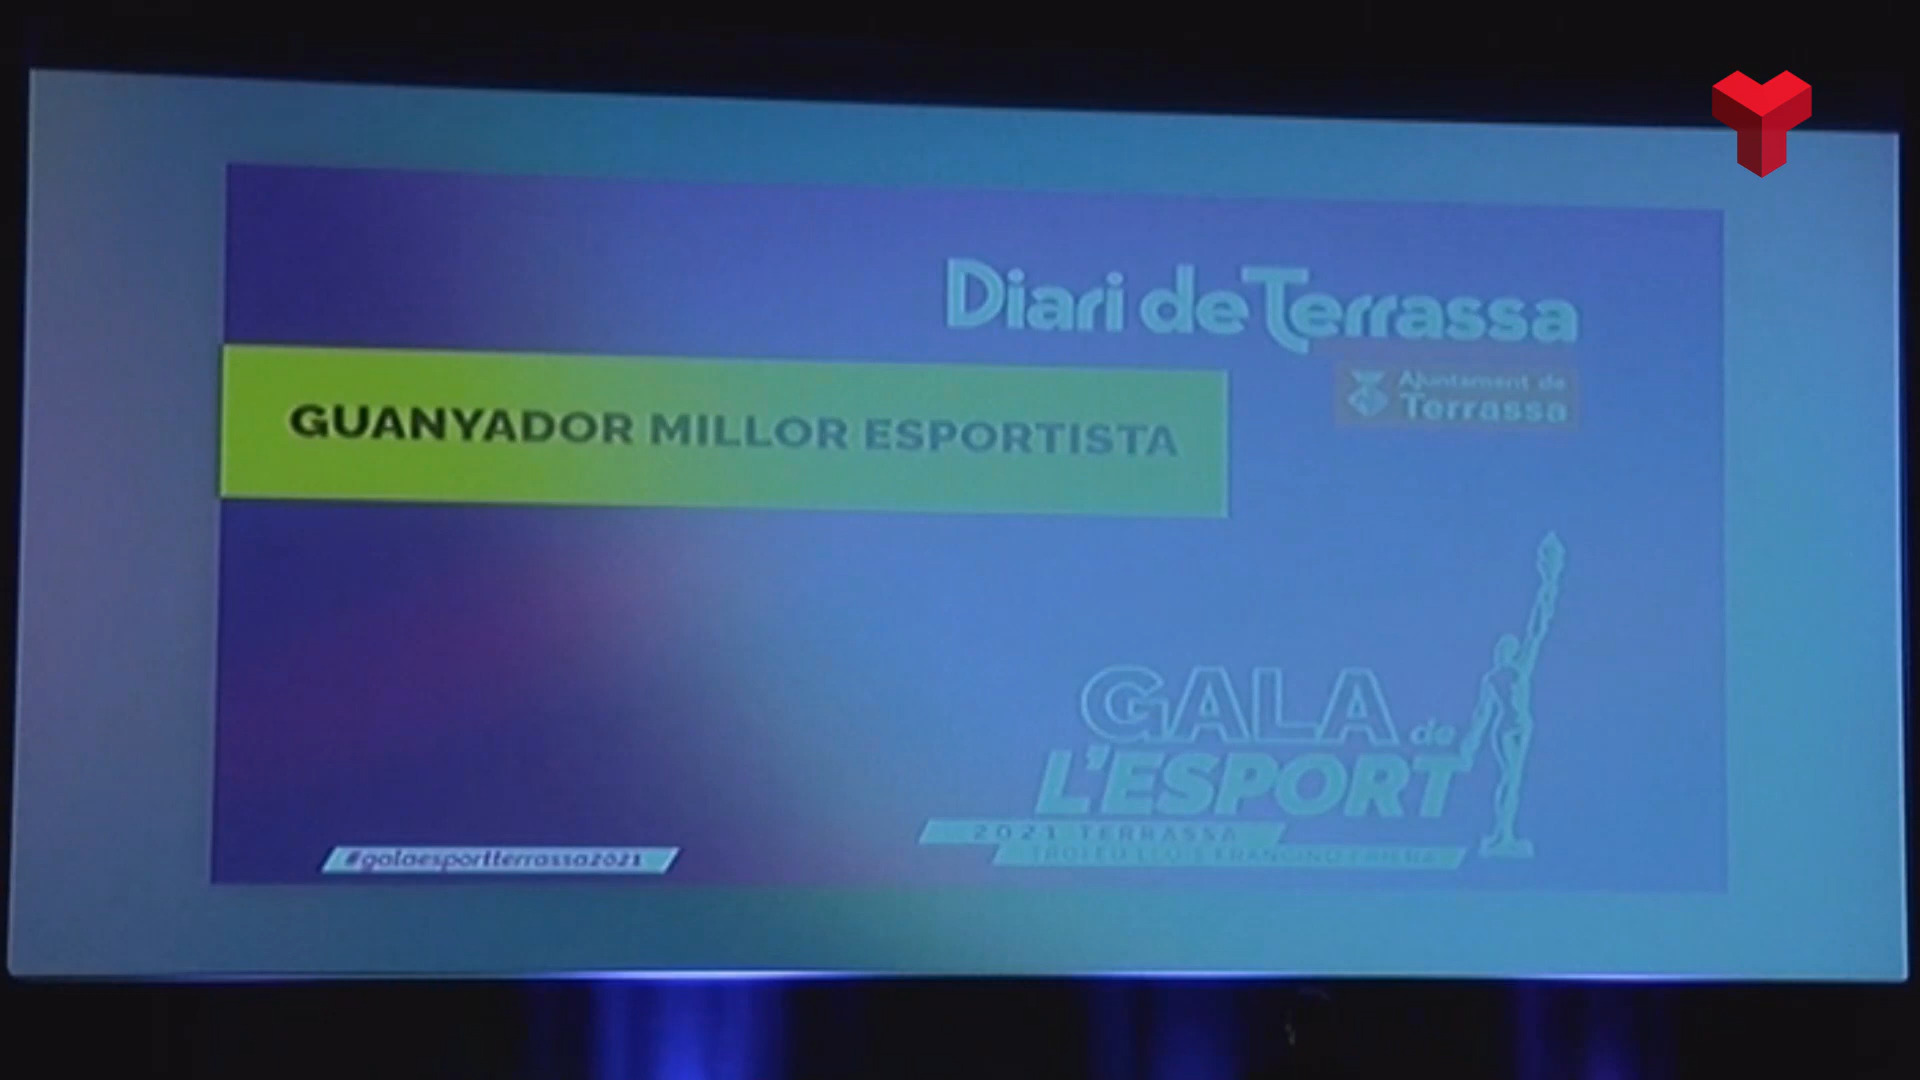 Diari de Terrassa
Ajuntament de
Terrassa
GUANYADOR MILLOR ESPORTISTA
GALA de
L'ESPORT
2021 TERRASSA
#galaesportterrassa2021